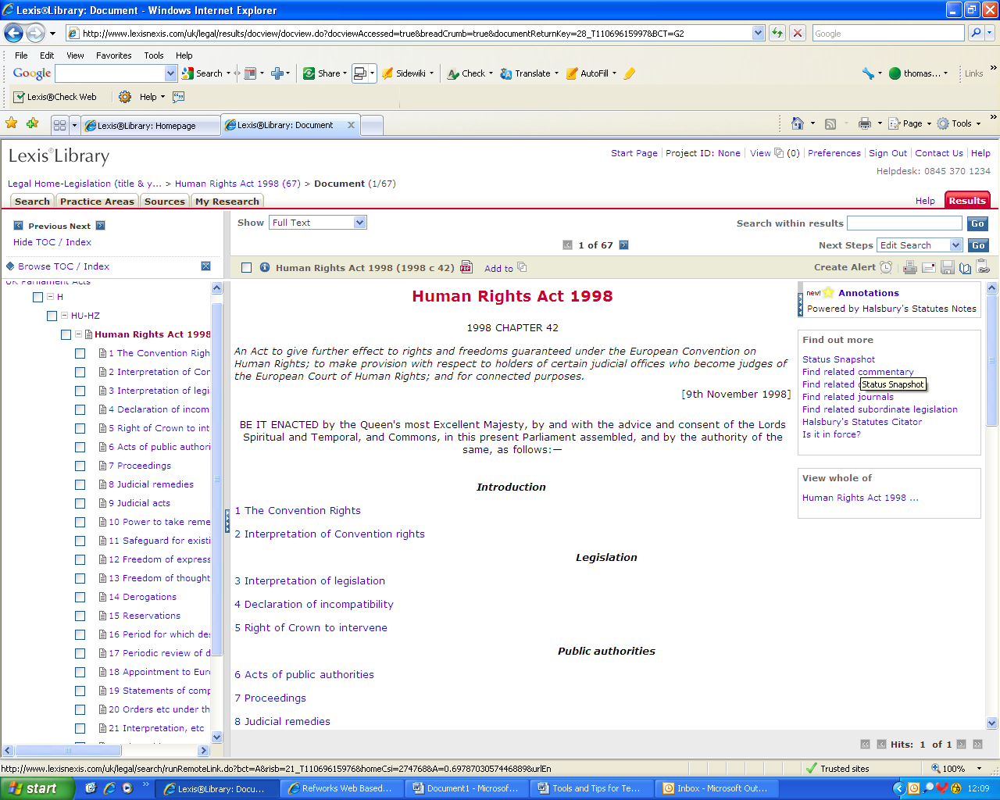 Lexis®Library: Document - Windows Internet Explorer
http://www.lexisnexis.com/uk/legal/results/docview/docview.do?docviewAccessed=true&breadCrumb=true&documentReturnKey=28_T11069615997&BCT=G2
Google
File Edit View Favorites Tools Help
Google Search Share Sidewiki Check Translate AutoFill thomas... Links
Lexis®Check Web Help
Lexis®Library: Homepage Lexis®Library: Document Page Tools
Lexis®Library
Start Page Project ID: None View (0) Preferences Sign Out Contact Us Help
Helpdesk: 0845 370 1234
Legal Home-Legislation (title & y... > Human Rights Act 1998 (67) > Document (1/67)
Search Practice Areas Sources My Research Help Results
Previous Next
Hide TOC / Index
Show Full Text Search within results Go
1 of 67 Next Steps Edit Search Go
Browse TOC / Index
Human Rights Act 1998 (1998 c 42) PDF Add to Create Alert
UK Parliament Acts
H
HU-HZ
Human Rights Act 1998
1 The Convention Righ
2 Interpretation of Con
3 Interpretation of legi
4 Declaration of incom
5 Right of Crown to int
6 Acts of public authori
7 Proceedings
8 Judicial remedies
9 Judicial acts
10 Power to take reme
11 Safeguard for existi
12 Freedom of express
13 Freedom of thought
14 Derogations
15 Reservations
16 Period for which des
17 Periodic review of d
18 Appointment to Euro
19 Statements of comp
20 Orders etc under th
21 Interpretation, etc
Human Rights Act 1998
1998 CHAPTER 42
An Act to give further effect to rights and freedoms guaranteed under the European Convention on
Human Rights; to make provision with respect to holders of certain judicial offices who become judges of
the European Court of Human Rights; and for connected purposes.
[9th November 1998]
BE IT ENACTED by the Queen's most Excellent Majesty, by and with the advice and consent of the Lords
Spiritual and Temporal, and Commons, in this present Parliament assembled, and by the authority of the
same, as follows:—
Introduction
1 The Convention Rights
2 Interpretation of Convention rights
Legislation
3 Interpretation of legislation
4 Declaration of incompatibility
5 Right of Crown to intervene
Public authorities
6 Acts of public authorities
7 Proceedings
8 Judicial remedies
new! Annotations
Powered by Halsbury's Statutes Notes
Find out more
Status Snapshot
Find related commentary
Find related c
Status Snapshot
Find related journals
Find related subordinate legislation
Halsbury's Statutes Citator
Is it in force?
View whole of
Human Rights Act 1998 ...
Hits: 1 of 1
http://www.lexisnexis.com/uk/legal/search/runRemoteLink.do?bct=A&risb=21_T11069615976&homeCsi=274768&A=0.6978703057446889&urlEn
Trusted sites 100%
start Lexis®Library: Docu... Refworks Web Based... Document1 - Microsof... Tools and Tips for Te... Inbox - Microsoft Out... 12:09